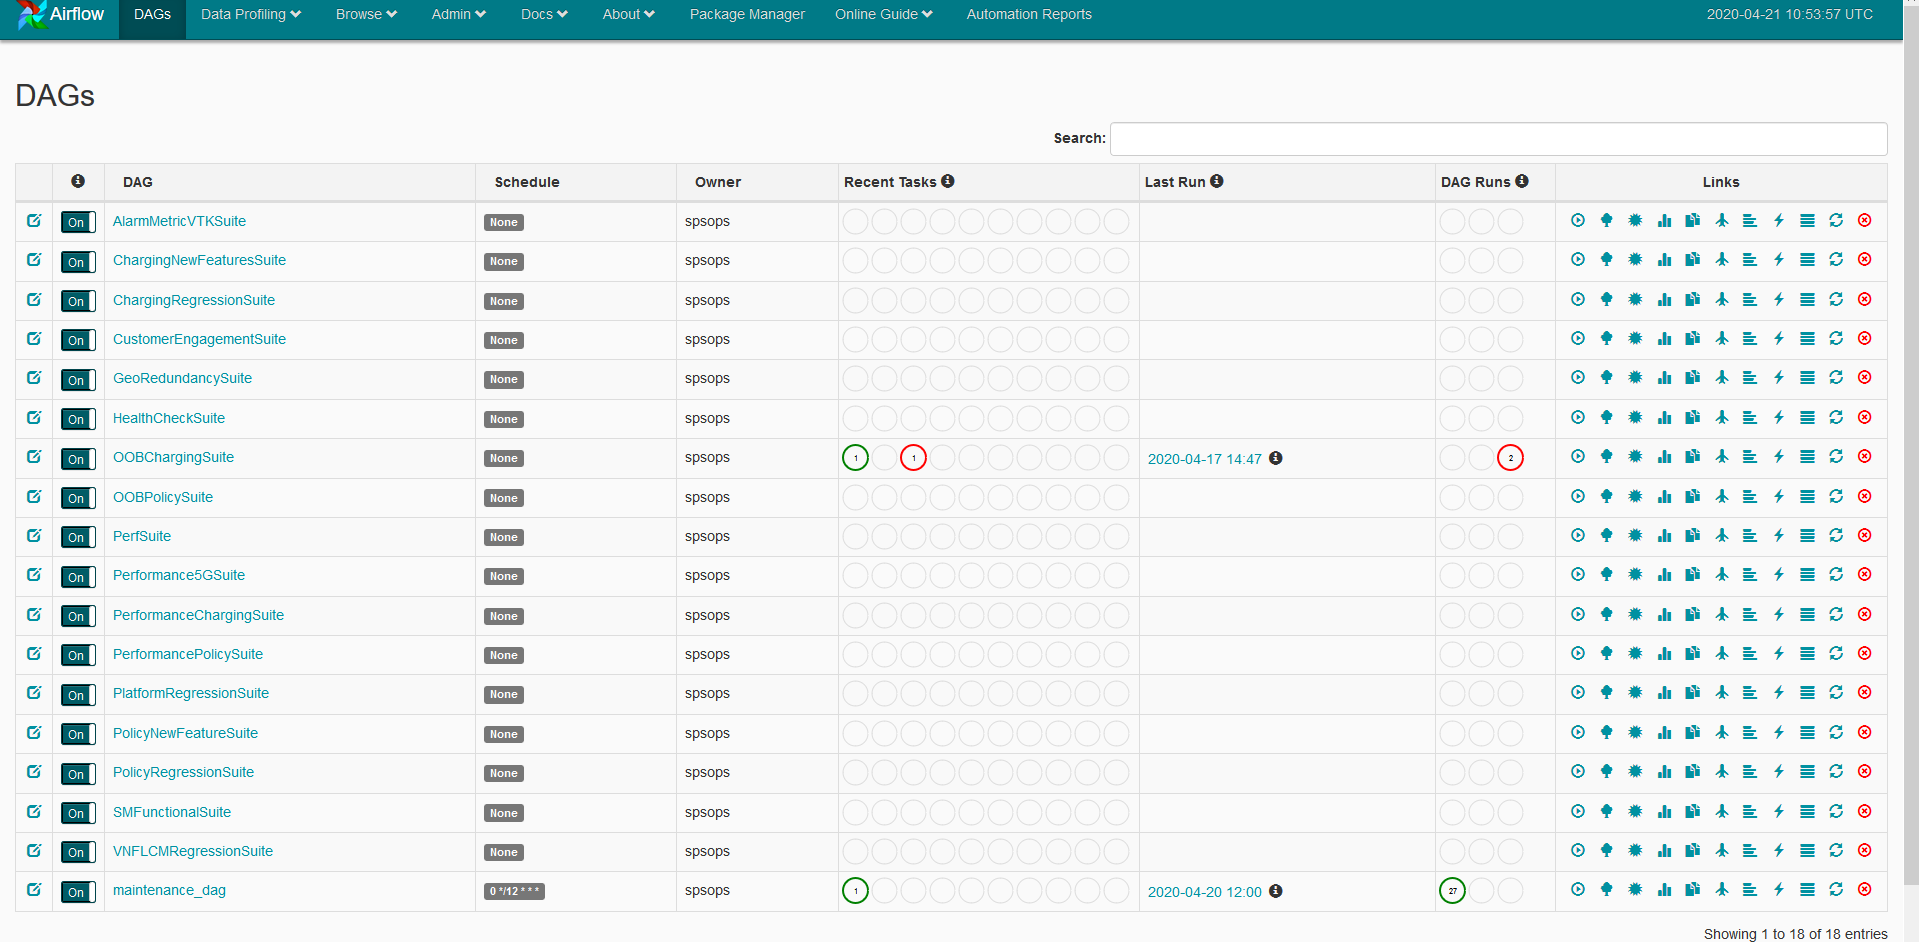 Airflow DAGs Data Profiling Browse Admin Docs About Package Manager Online Guide Automation Reports 2020-04-21 10:53:57 UTC
DAGs
Search:
DAG Schedule Owner Recent Tasks Last Run DAG Runs Links
On AlarmMetricVTKSuite None spsops
On ChargingNewFeaturesSuite None spsops
On ChargingRegressionSuite None spsops
On CustomerEngagementSuite None spsops
On GeoRedundancySuite None spsops
On HealthCheckSuite None spsops
On OOBChargingSuite None spsops 1 1 2020-04-17 14:47 2
On OOBPolicySuite None spsops
On PerfSuite None spsops
On Performance5GSuite None spsops
On PerformanceChargingSuite None spsops
On PerformancePolicySuite None spsops
On PlatformRegressionSuite None spsops
On PolicyNewFeatureSuite None spsops
On PolicyRegressionSuite None spsops
On SMFunctionalSuite None spsops
On VNFLCMRegressionSuite None spsops
On maintenance_dag 0 */12 * * * spsops 1 2020-04-20 12:00 27
Showing 1 to 18 of 18 entries